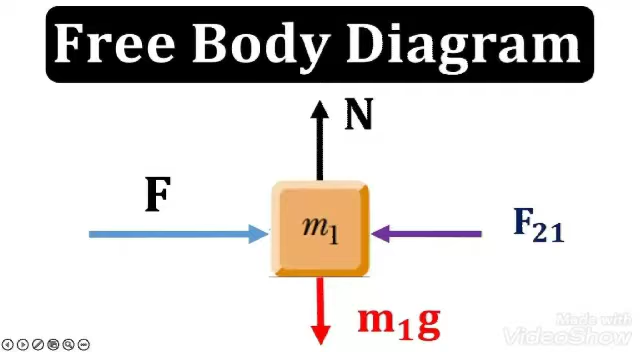 Free Body Diagram
N
F
m₁
F₂₁
m₁g
Made with
VideoShow